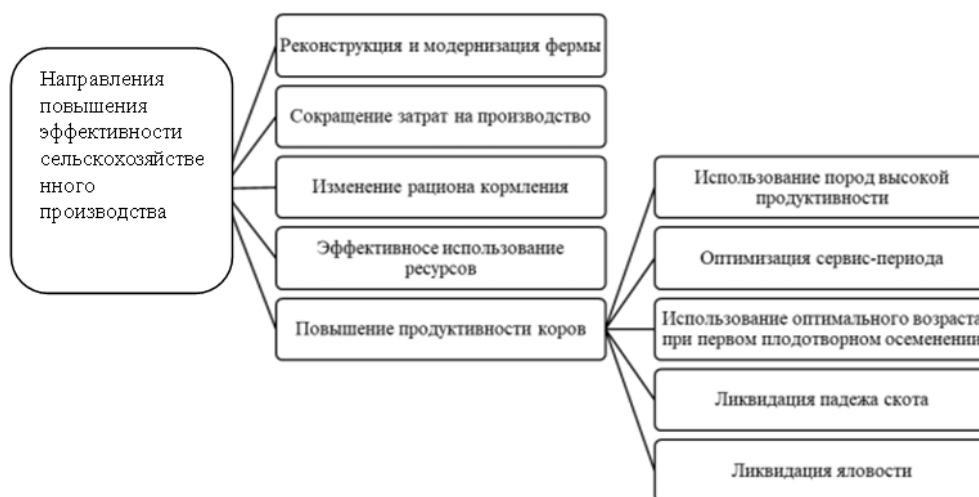 Направления
повышения
эффективности
сельскохозяйстве
нного
производства
Реконструкция и модернизация фермы
Сокращение затрат на производство
Изменение рациона кормления
Эффективносе использование
ресурсов
Повышение продуктивности коров
Использование пород высокой
продуктивности
Оптимизация сервис-периода
Использование оптимального возраста
при первом плодотворном осеменении
Ликвидация падежа скота
Ликвидация яловости